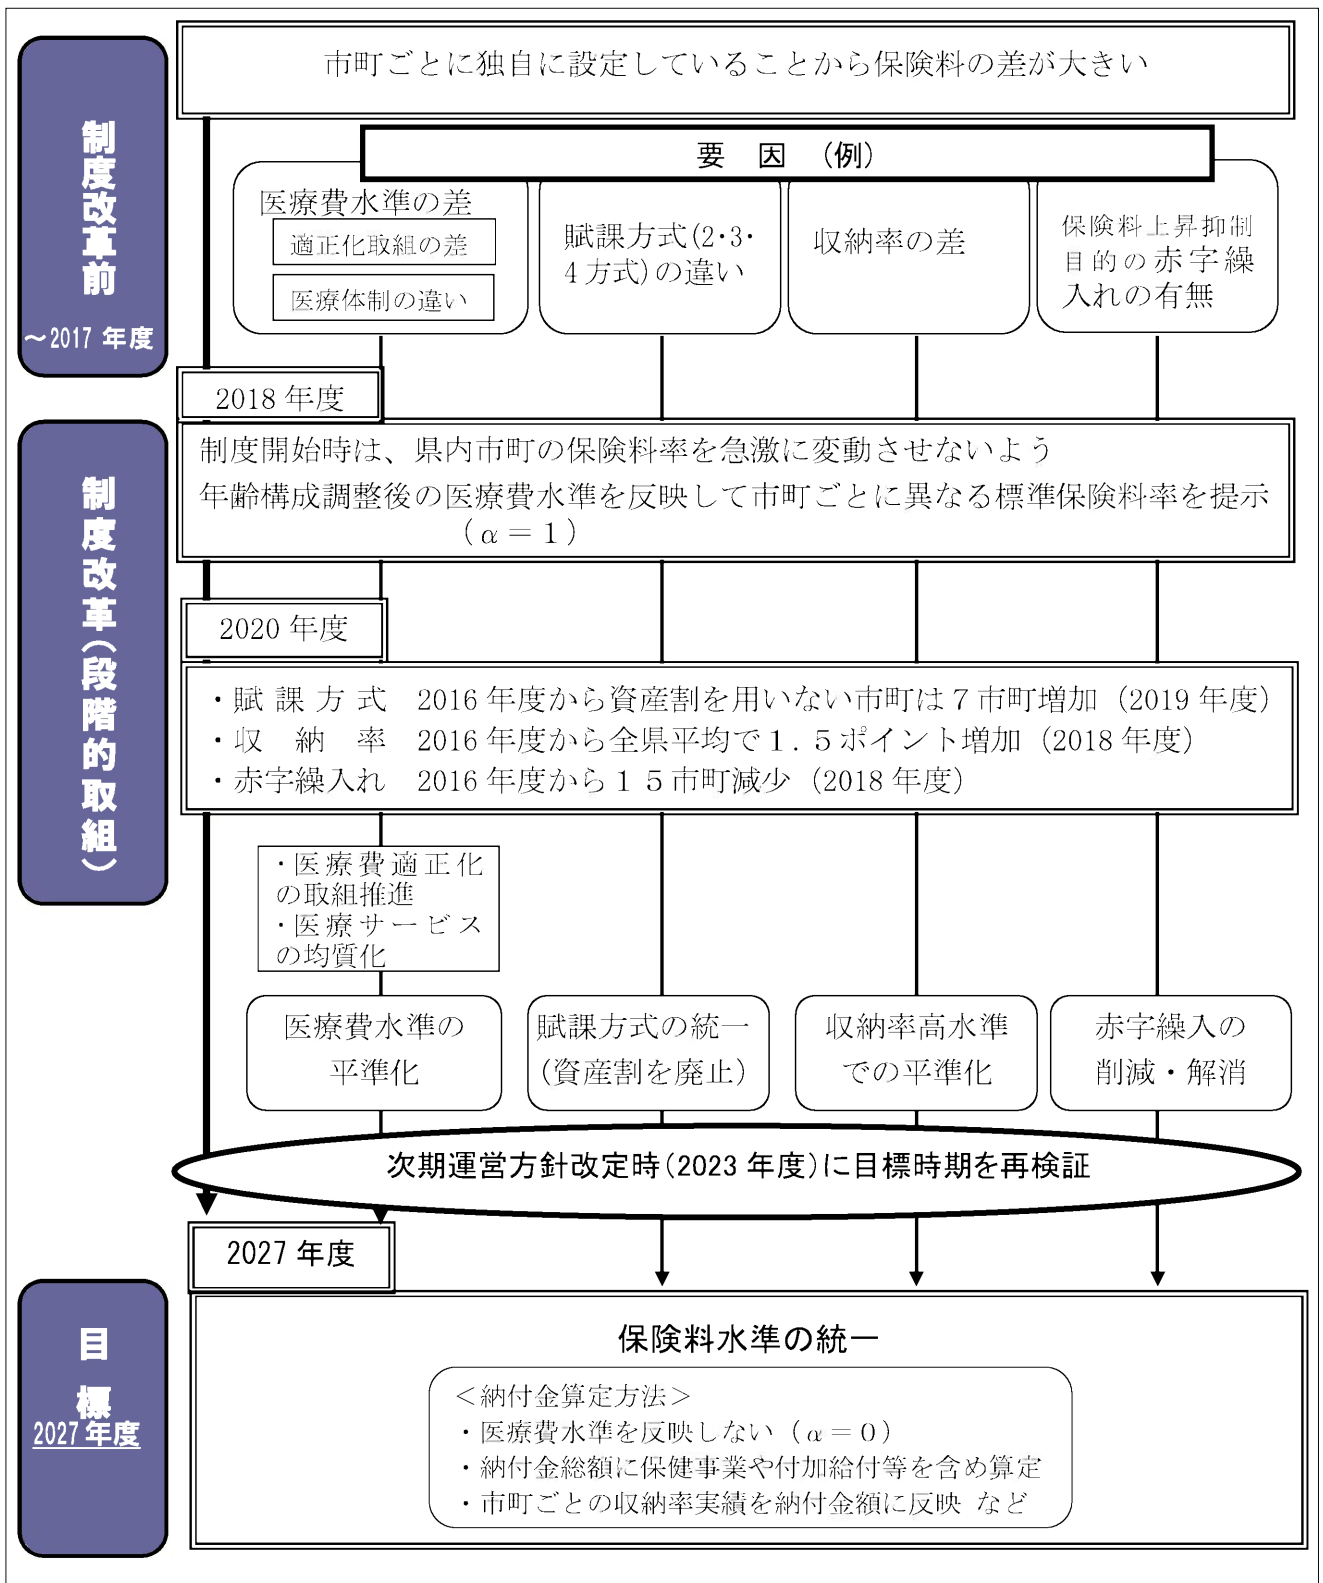 制度改革前
～2017 年度
市町ごとに独自に設定していることから保険料の差が大きい
要　因　(例)
医療費水準の差
適正化取組の差
医療体制の違い
賦課方式(2・3・
4 方式)の違い
収納率の差
保険料上昇抑制
目的の赤字繰
入れの有無
制度改革(段階的取組)
2018 年度
制度開始時は、県内市町の保険料率を急激に変動させないよう
年齢構成調整後の医療費水準を反映して市町ごとに異なる標準保険料率を提示
（α＝１）
2020 年度
・賦 課 方 式　2016 年度から資産割を用いない市町は７市町増加（2019 年度）
・収　納　率　2016 年度から全県平均で１.５ポイント増加（2018 年度）
・赤字繰入れ　2016 年度から１５市町減少（2018 年度）
・医療費適正化
の取組推進
・医療サービス
の均質化
医療費水準の
平準化
賦課方式の統一
(資産割を廃止)
収納率高水準
での平準化
赤字繰入の
削減・解消
次期運営方針改定時(2023 年度)に目標時期を再検証
目　標
2027 年度
2027 年度
保険料水準の統一
＜納付金算定方法＞
・医療費水準を反映しない（α＝０）
・納付金総額に保健事業や付加給付等を含め算定
・市町ごとの収納率実績を納付金額に反映 など